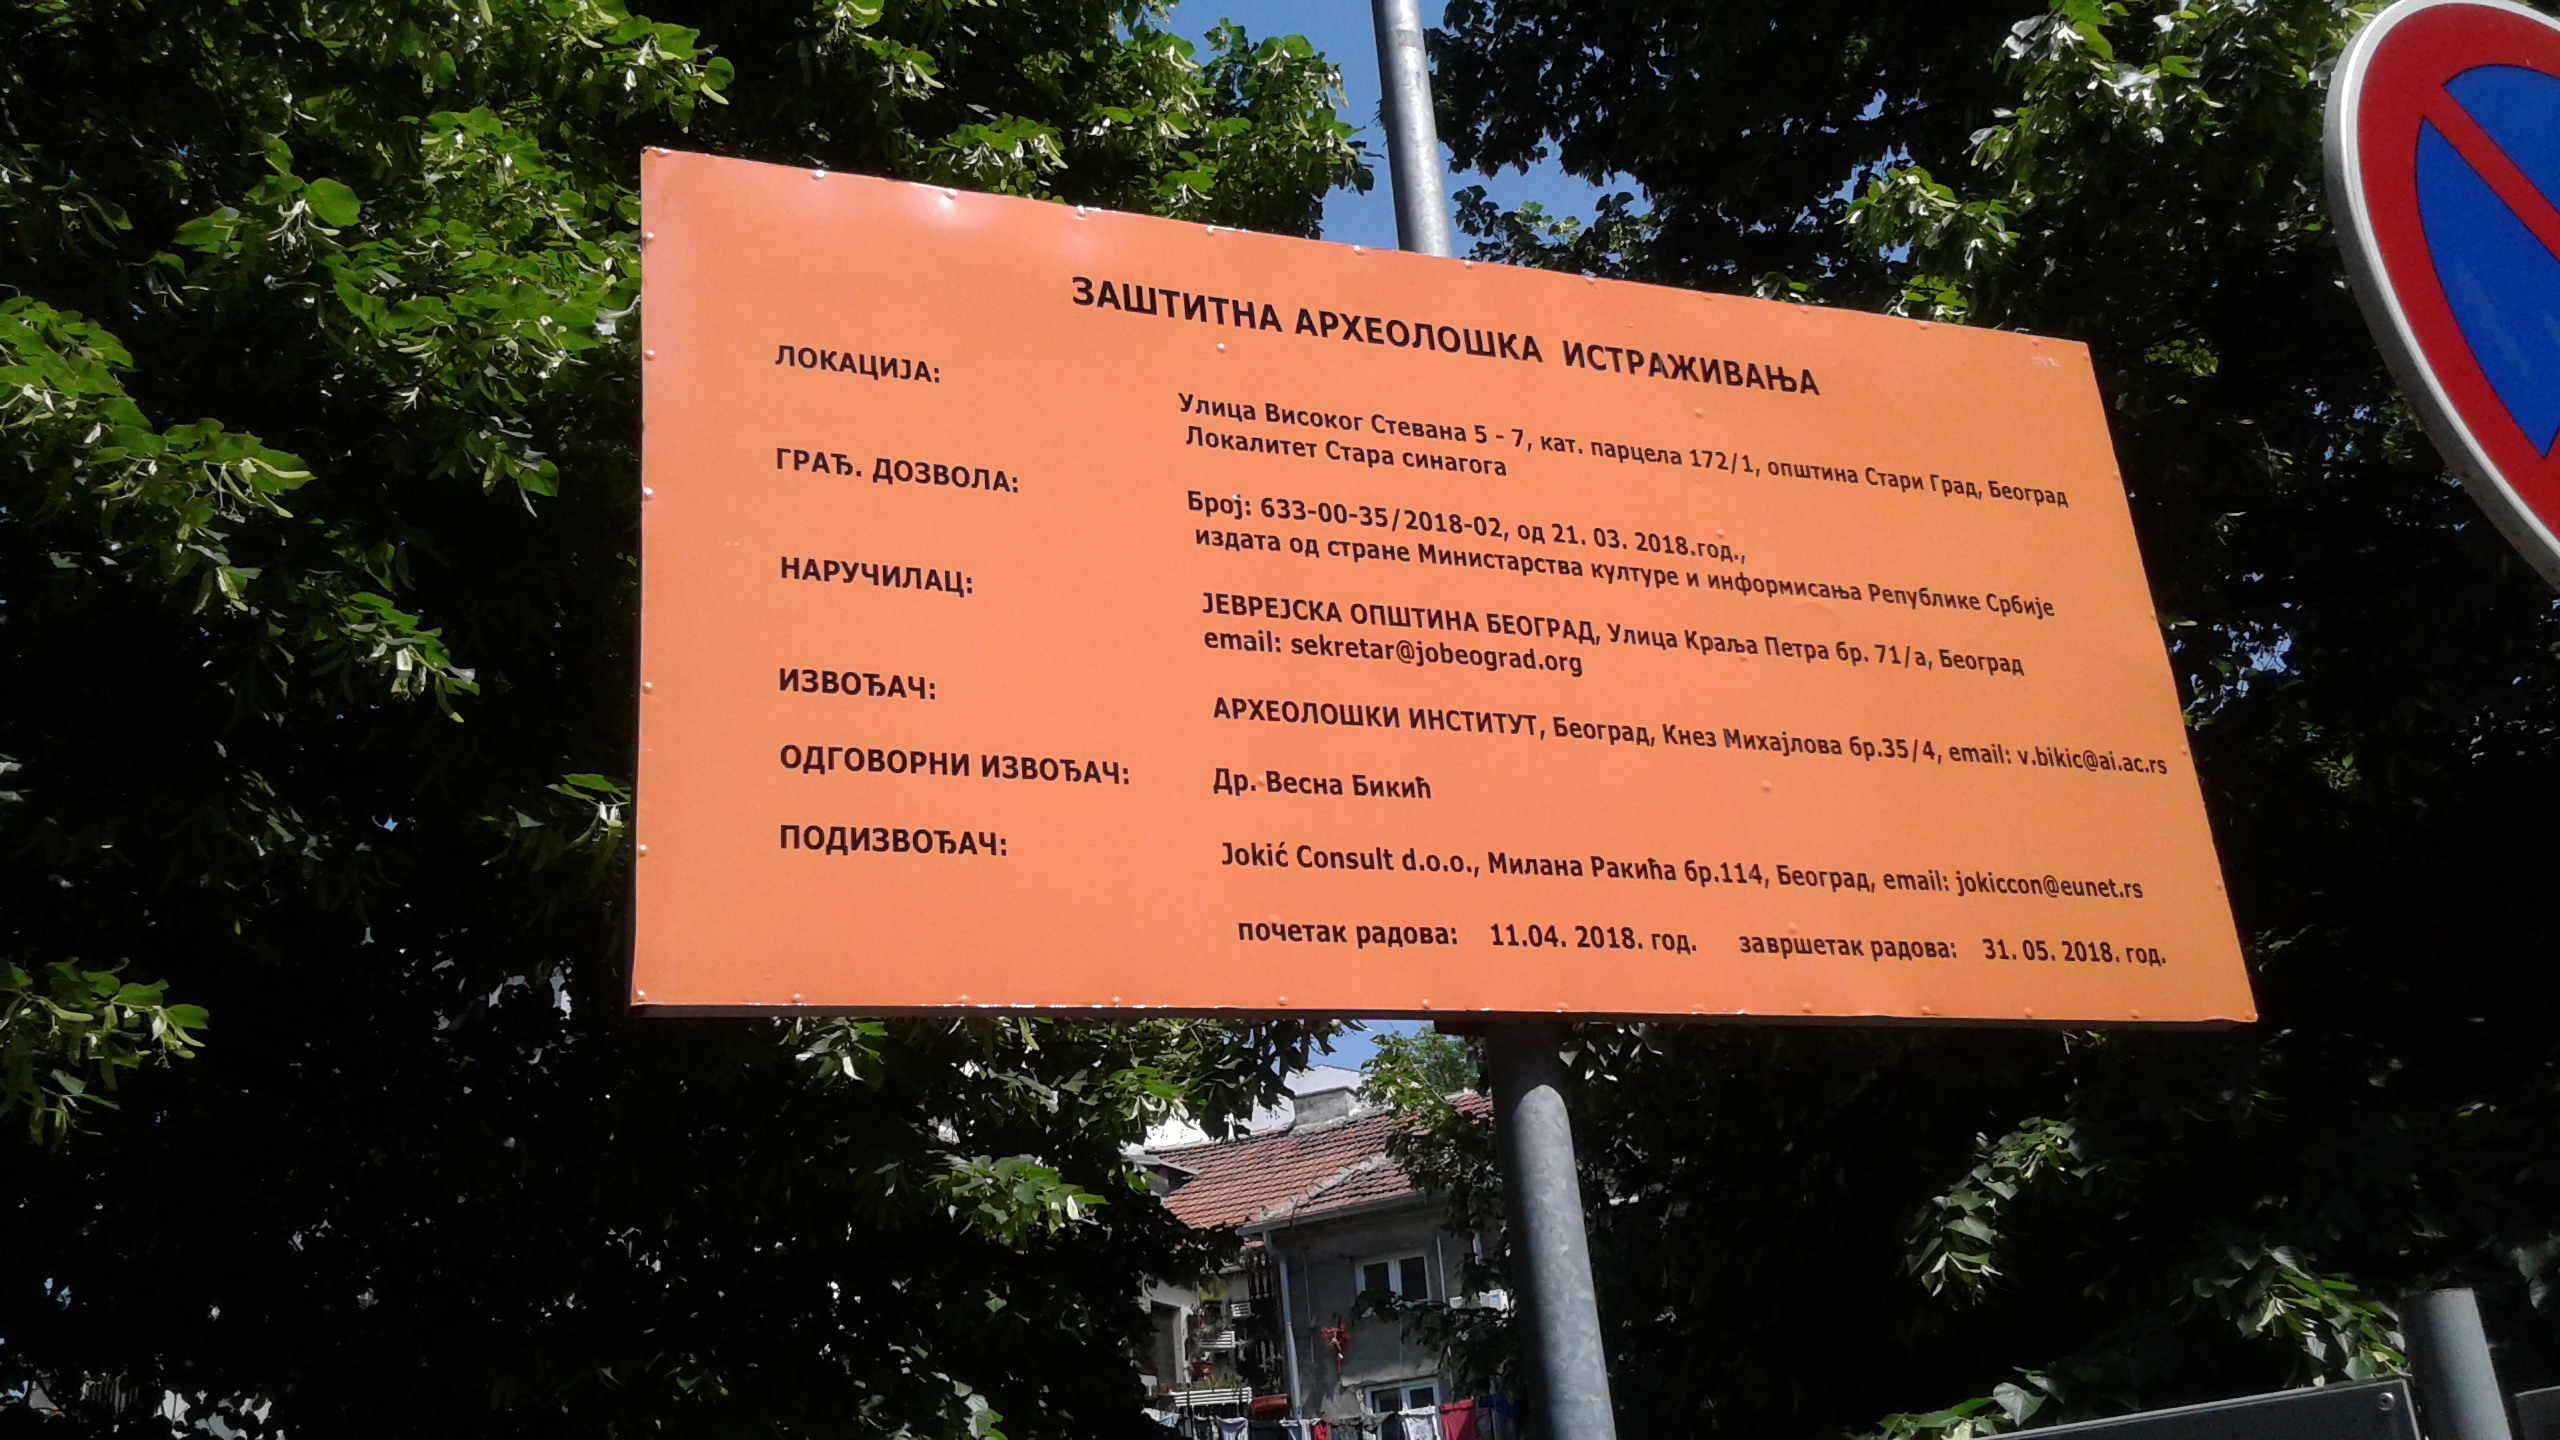 ЗАШТИТНА АРХЕОЛОШКА ИСТРАЖИВАЊА
ЛОКАЦИЈА:
Улица Високог Стевана 5 - 7, кат. парцела 172/1, општина Стари Град, Београд
Локалитет Стара синагога
ГРАЂ. ДОЗВОЛА:
Број: 633-00-35/2018-02, од 21. 03. 2018.год.,
издата од стране Министарства културе и информисања Републике Србије
НАРУЧИЛАЦ:
ЈЕВРЕЈСКА ОПШТИНА БЕОГРАД, Улица Краља Петра бр. 71/а, Београд
email: sekretar@jobeograd.org
ИЗВОЂАЧ:
АРХЕОЛОШКИ ИНСТИТУТ, Београд, Кнез Михајлова бр.35/4, email: v.bikic@ai.ac.rs
ОДГОВОРНИ ИЗВОЂАЧ:
Др. Весна Бикић
ПОДИЗВОЂАЧ:
Jokić Consult d.o.o., Милана Ракића бр.114, Београд, email: jokiccon@eunet.rs
почетак радова: 11.04. 2018. год. завршетак радова: 31. 05. 2018. год.